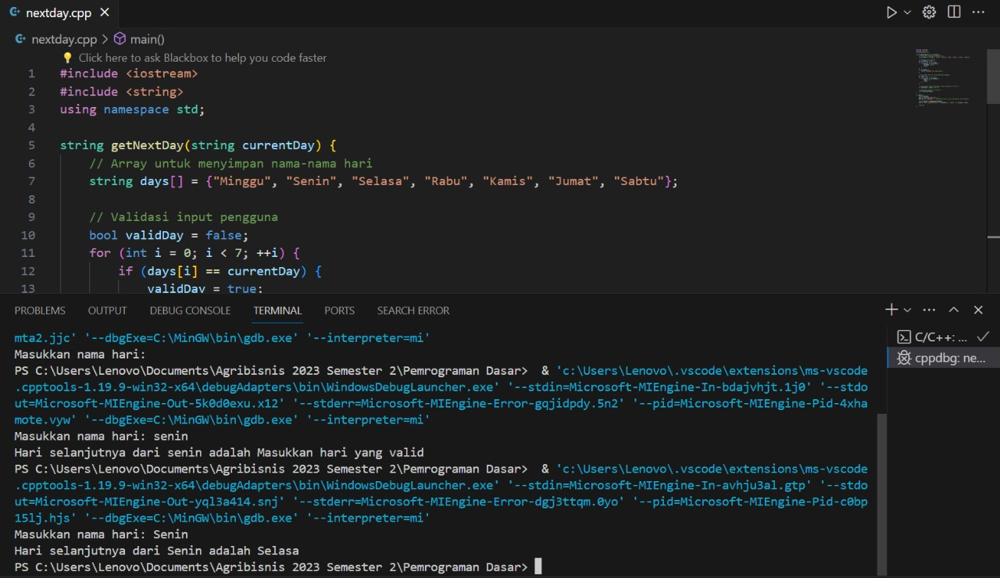 nextday.cpp
nextday.cpp > main()
Click here to ask Blackbox to help you code faster
1 #include <iostream>
2 #include <string>
3 using namespace std;
4
5 string getNextDay(string currentDay) {
6 // Array untuk menyimpan nama-nama hari
7 string days[] = {"Minggu", "Senin", "Selasa", "Rabu", "Kamis", "Jumat", "Sabtu"};
8
9 // Validasi input pengguna
10 bool validDay = false;
11 for (int i = 0; i < 7; ++i) {
12 if (days[i] == currentDay) {
13 validDay = true;
PROBLEMS OUTPUT DEBUG CONSOLE TERMINAL PORTS SEARCH ERROR
mta2.jjc' '--dbgExe=C:\MinGW\bin\gdb.exe' '--interpreter=mi'
Masukkan nama hari:
PS C:\Users\Lenovo\Documents\Agribisnis 2023 Semester 2\Pemrograman Dasar> & 'c:\Users\Lenovo\.vscode\extensions\ms-vscode
.cpptools-1.19.9-win32-x64\debugAdapters\bin\WindowsDebugLauncher.exe' '--stdin=Microsoft-MIEngine-In-bdajvhjt.1j0' '--stdo
ut=Microsoft-MIEngine-Out-5k0d0exu.x12' '--stderr=Microsoft-MIEngine-Error-gqjidpdy.5n2' '--pid=Microsoft-MIEngine-Pid-4xha
mote.vyw' '--dbgExe=C:\MinGW\bin\gdb.exe' '--interpreter=mi'
Masukkan nama hari: senin
Hari selanjutnya dari senin adalah Masukkan hari yang valid
PS C:\Users\Lenovo\Documents\Agribisnis 2023 Semester 2\Pemrograman Dasar> & 'c:\Users\Lenovo\.vscode\extensions\ms-vscode
.cpptools-1.19.9-win32-x64\debugAdapters\bin\WindowsDebugLauncher.exe' '--stdin=Microsoft-MIEngine-In-avhju3al.gtp' '--stdo
ut=Microsoft-MIEngine-Out-yql3a414.snj' '--stderr=Microsoft-MIEngine-Error-dgj3ttqm.0yo' '--pid=Microsoft-MIEngine-Pid-c0bp
15lj.hjs' '--dbgExe=C:\MinGW\bin\gdb.exe' '--interpreter=mi'
Masukkan nama hari: Senin
Hari selanjutnya dari Senin adalah Selasa
PS C:\Users\Lenovo\Documents\Agribisnis 2023 Semester 2\Pemrograman Dasar>
C/C++: ...
cppdbg: ne...